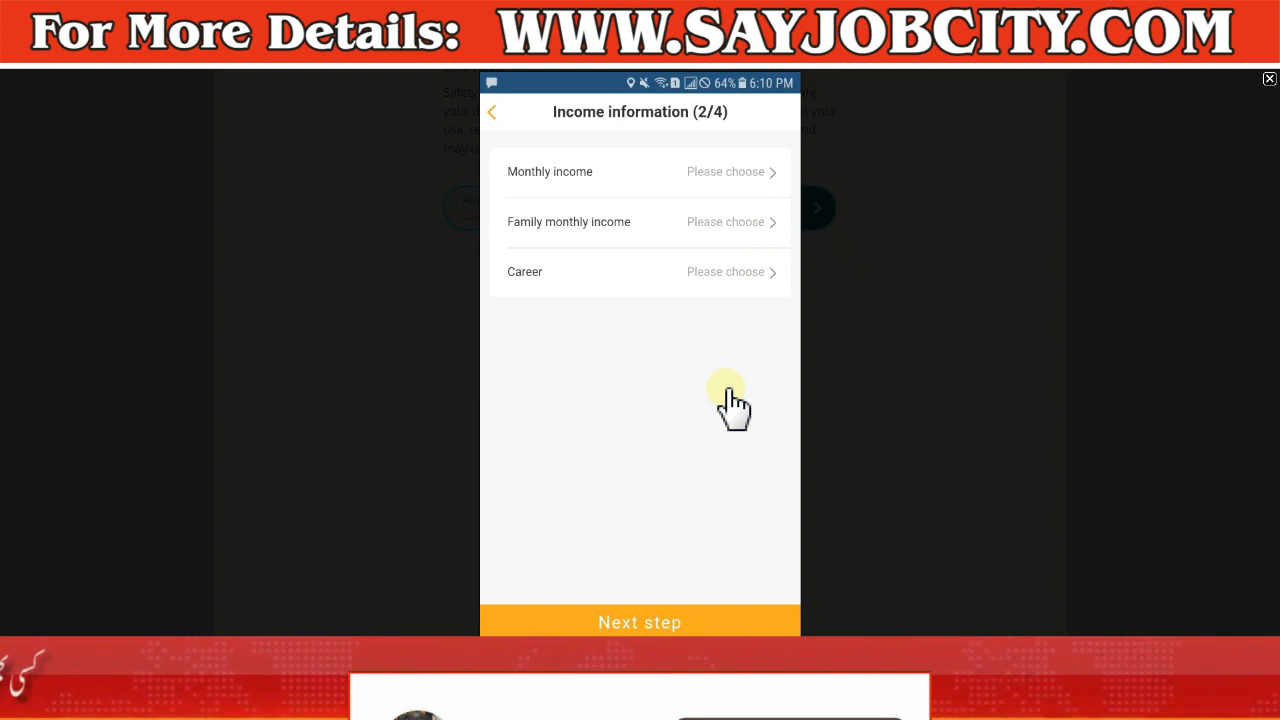 For More Details: WWW.SAYJOBCITY.COM
64% 6:10 PM
Income information (2/4)
Monthly income Please choose
Family monthly income Please choose
Career Please choose
Next step